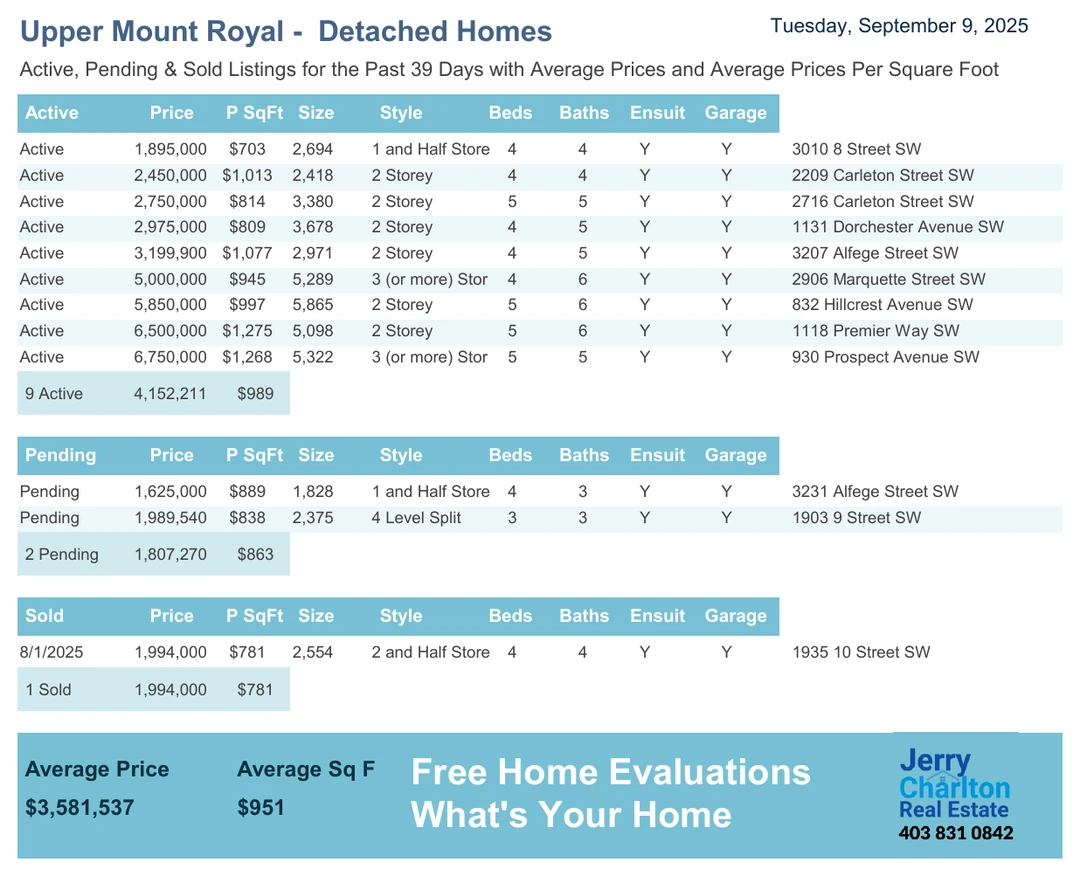 Upper Mount Royal - Detached Homes
Tuesday, September 9, 2025
Active, Pending & Sold Listings for the Past 39 Days with Average Prices and Average Prices Per Square Foot
Active Price P SqFt Size Style Beds Baths Ensuit Garage
Active 1,895,000 $703 2,694 1 and Half Store 4 4 Y Y 3010 8 Street SW
Active 2,450,000 $1,013 2,418 2 Storey 4 4 Y Y 2209 Carleton Street SW
Active 2,750,000 $814 3,380 2 Storey 5 5 Y Y 2716 Carleton Street SW
Active 2,975,000 $809 3,678 2 Storey 4 5 Y Y 1131 Dorchester Avenue SW
Active 3,199,900 $1,077 2,971 2 Storey 4 5 Y Y 3207 Alfege Street SW
Active 5,000,000 $945 5,289 3 (or more) Stor 4 6 Y Y 2906 Marquette Street SW
Active 5,850,000 $997 5,865 2 Storey 5 6 Y Y 832 Hillcrest Avenue SW
Active 6,500,000 $1,275 5,098 2 Storey 5 6 Y Y 1118 Premier Way SW
Active 6,750,000 $1,268 5,322 3 (or more) Stor 5 5 Y Y 930 Prospect Avenue SW
9 Active 4,152,211 $989
Pending Price P SqFt Size Style Beds Baths Ensuit Garage
Pending 1,625,000 $889 1,828 1 and Half Store 4 3 Y Y 3231 Alfege Street SW
Pending 1,989,540 $838 2,375 4 Level Split 3 3 Y Y 1903 9 Street SW
2 Pending 1,807,270 $863
Sold Price P SqFt Size Style Beds Baths Ensuit Garage
8/1/2025 1,994,000 $781 2,554 2 and Half Store 4 4 Y Y 1935 10 Street SW
1 Sold 1,994,000 $781
Average Price Average Sq F
$3,581,537 $951
Free Home Evaluations
What's Your Home
Jerry
Charlton
Real Estate
403 831 0842